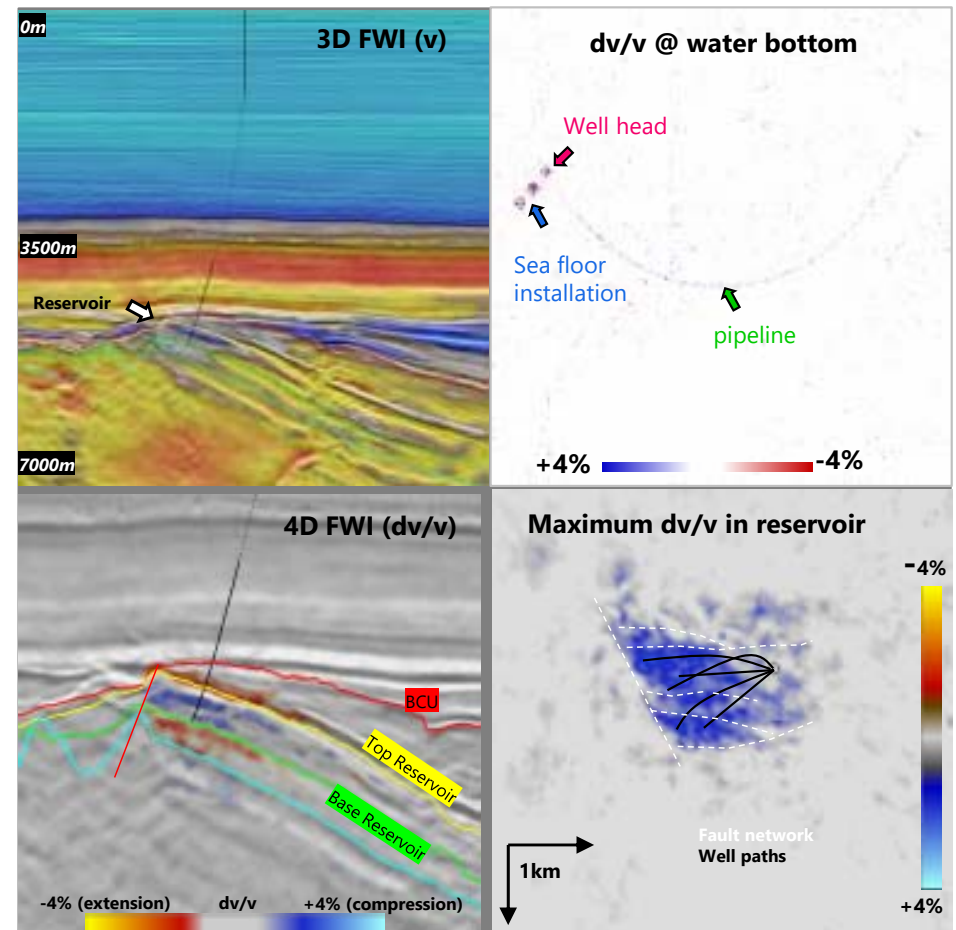 0m
3D FWI (v)
3500m
Reservoir
7000m
dv/v @ water bottom
Well head
Sea floor
installation
pipeline
+4%
-4%
4D FWI (dv/v)
BCU
Top Reservoir
Base Reservoir
-4% (extension) dv/v +4% (compression)
Maximum dv/v in reservoir
-4%
Fault network
Well paths
1km
+4%